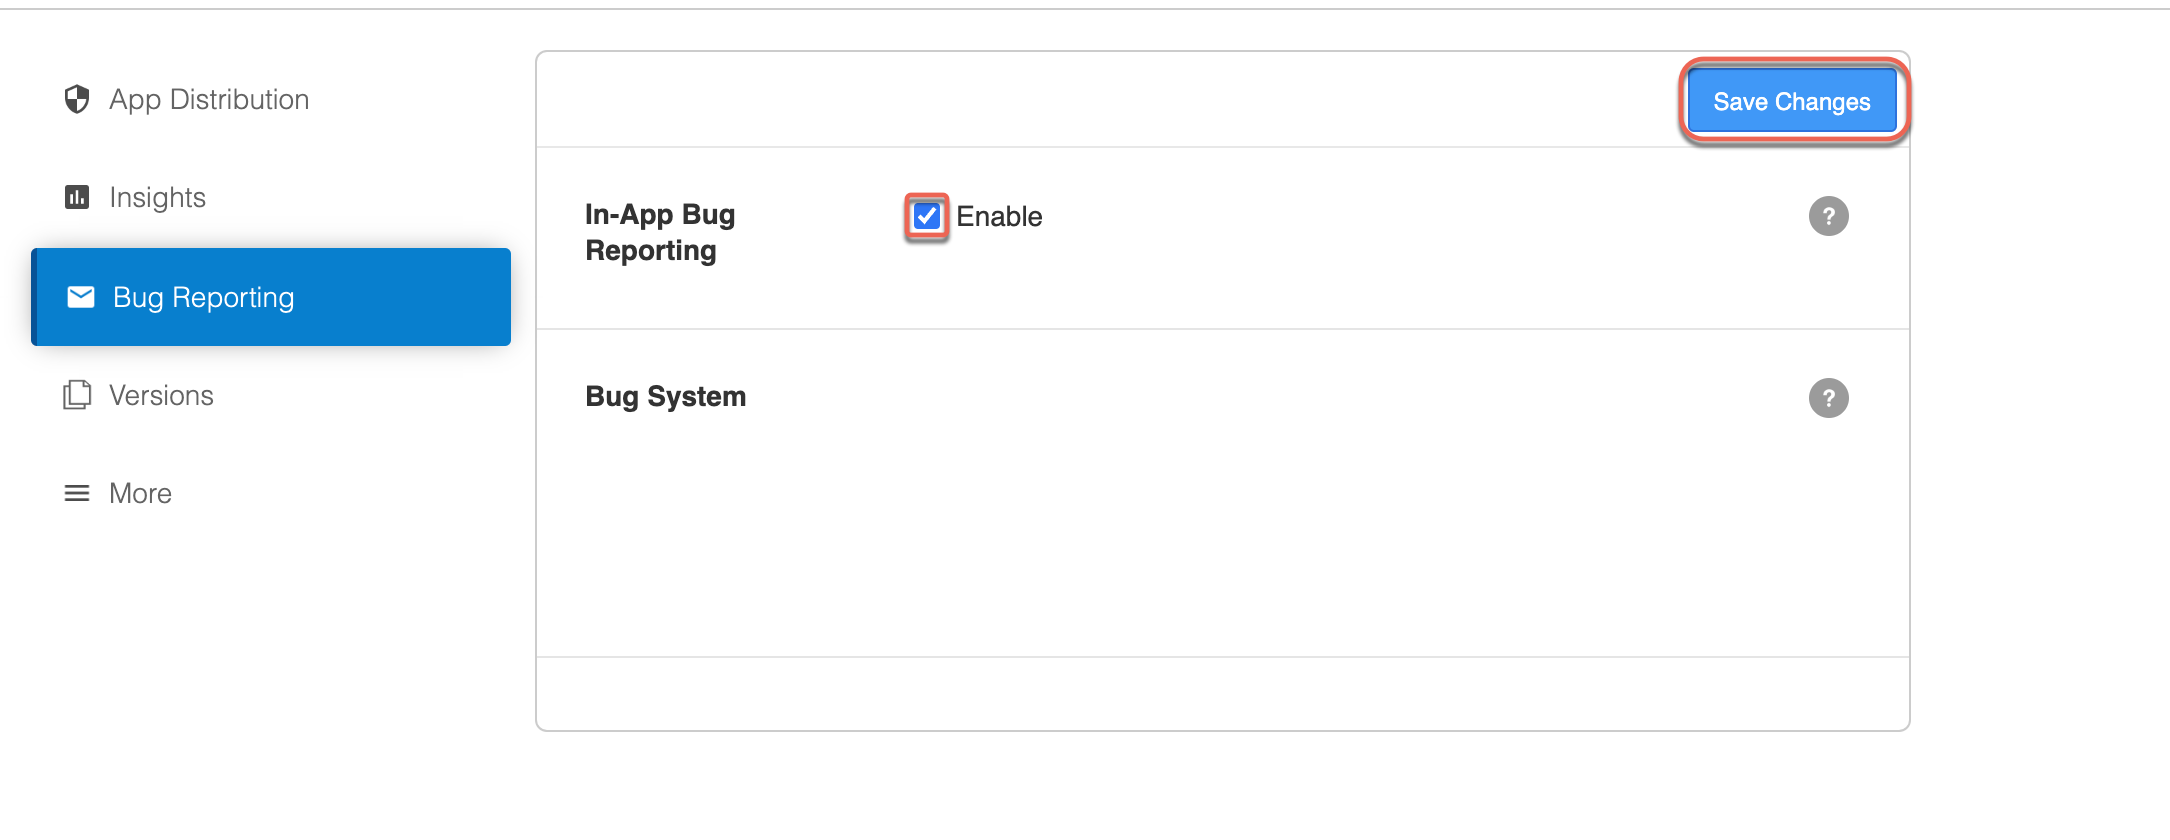 App Distribution
Insights
Bug Reporting
Versions
More
Save Changes
In-App Bug
Reporting
Enable
?
Bug System
?